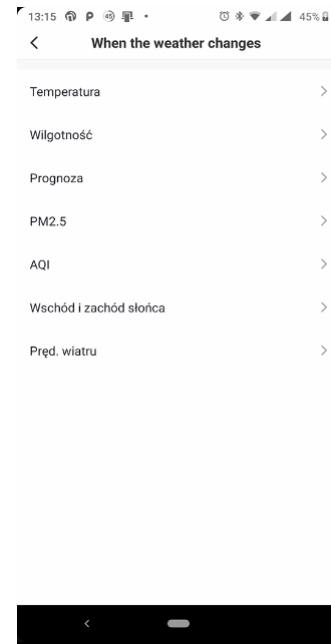 13:15 45%
When the weather changes
Temperatura
Wilgotność
Prognoza
PM2.5
AQI
Wschód i zachód słońca
Pręd. wiatru